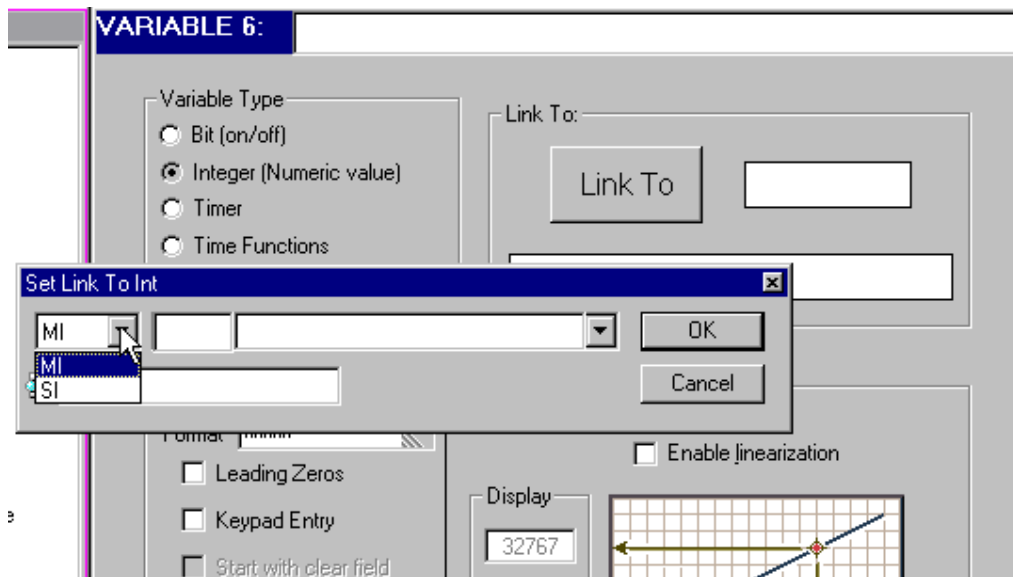 VARIABLE 6:
Variable Type
Bit (on/off)
Integer (Numeric value)
Timer
Time Functions
Link To:
Link To
Set Link To Int
MI
OK
MI
SI
Cancel
Format
Leading Zeros
Keypad Entry
Start with clear field
Enable linearization
Display
32767
e